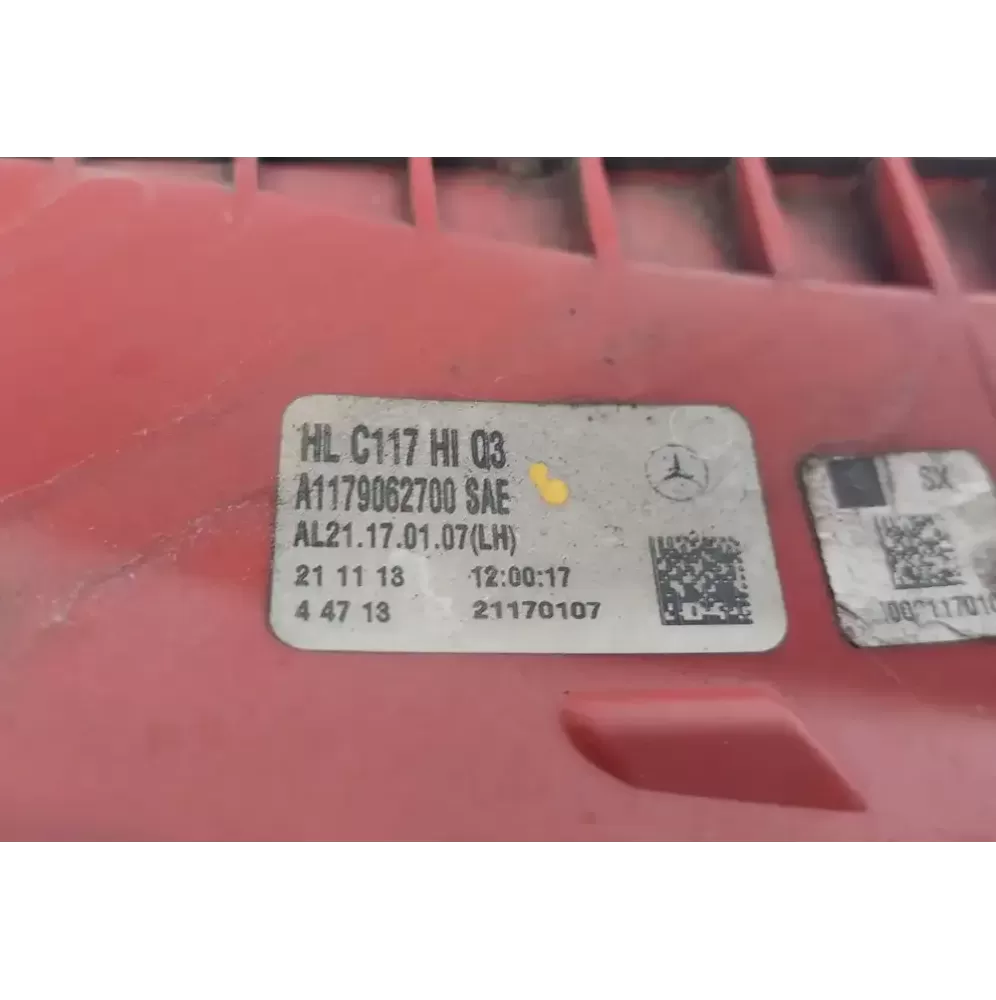 HL C117 HI Q3
A1179062700 SAE
AL21.17.01.07(LH)
21 11 13 12:00:17
4 47 13 21170107
SX